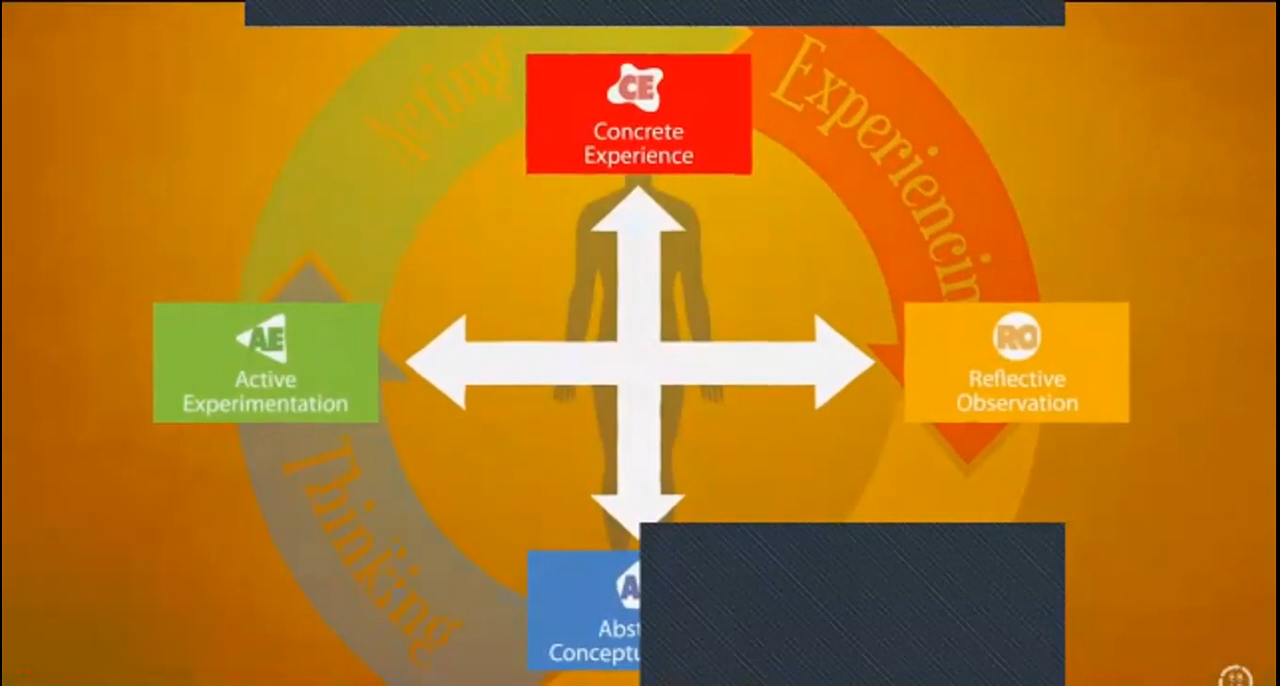 Acting
Experiencin
CE
Concrete
Experience
AE
Active
Experimentation
RO
Reflective
Observation
Thinking
A
Abst
Conceptu